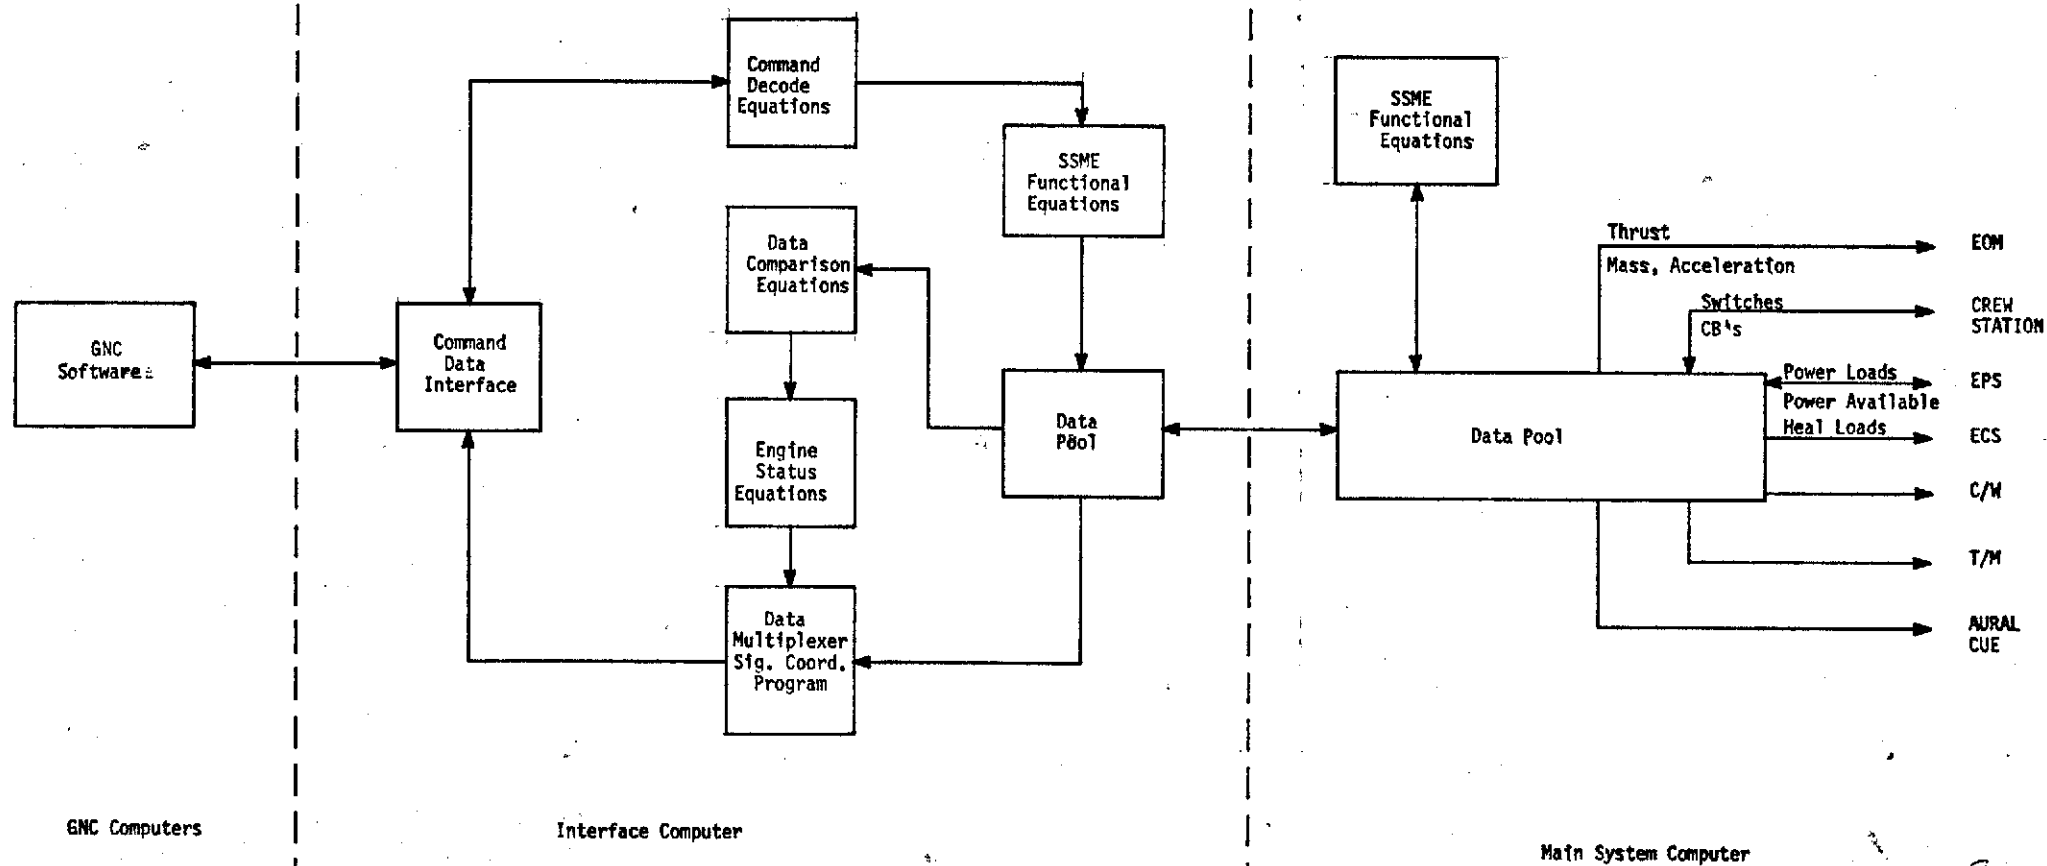 Command
Decode
Equations
SSME
Functional
Equations
SSME
Functional
Equations
Data
Comparison
Equations
GNC
Software
Command
Data
Interface
Engine
Status
Equations
Data
Pool
Data
Multiplexer
Sig. Coord.
Program
Data Pool
Thrust
Mass, Acceleration
EOM
Switches
CB's
CREW
STATION
Power Loads
EPS
Power Available
Heal Loads
ECS
C/W
T/M
AURAL
CUE
GNC Computers
Interface Computer
Main System Computer